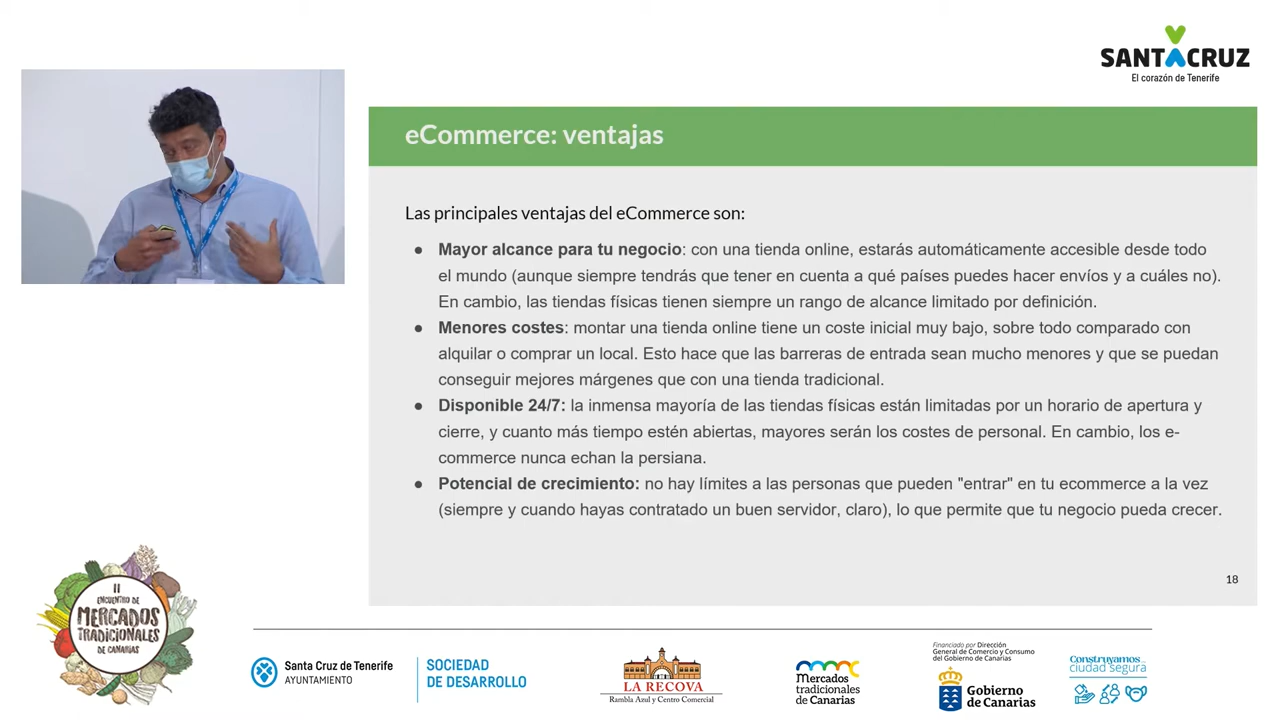 SANTACRUZ
El corazón de Tenerife
eCommerce: ventajas
Las principales ventajas del eCommerce son:
● Mayor alcance para tu negocio: con una tienda online, estarás automáticamente accesible desde todo
el mundo (aunque siempre tendrás que tener en cuenta a qué países puedes hacer envíos y a cuáles no).
En cambio, las tiendas físicas tienen siempre un rango de alcance limitado por definición.
● Menores costes: montar una tienda online tiene un coste inicial muy bajo, sobre todo comparado con
alquilar o comprar un local. Esto hace que las barreras de entrada sean mucho menores y que se puedan
conseguir mejores márgenes que con una tienda tradicional.
● Disponible 24/7: la inmensa mayoría de las tiendas físicas están limitadas por un horario de apertura y
cierre, y cuanto más tiempo estén abiertas, mayores serán los costes de personal. En cambio, los e-
commerce nunca echan la persiana.
● Potencial de crecimiento: no hay límites a las personas que pueden "entrar" en tu ecommerce a la vez
(siempre y cuando hayas contratado un buen servidor, claro), lo que permite que tu negocio pueda crecer.
18
II
ENCUENTRO DE
MERCADOS
TRADICIONALES
DE CANARIAS
Santa Cruz de Tenerife
AYUNTAMIENTO
SOCIEDAD
DE DESARROLLO
LA RECOVA
Rambla Azul y Centro Comercial
Mercados
tradicionales
de Canarias
Financiado por Dirección
General de Comercio y Consumo
del Gobierno de Canarias
Gobierno
de Canarias
Construyamos...
ciudad segura